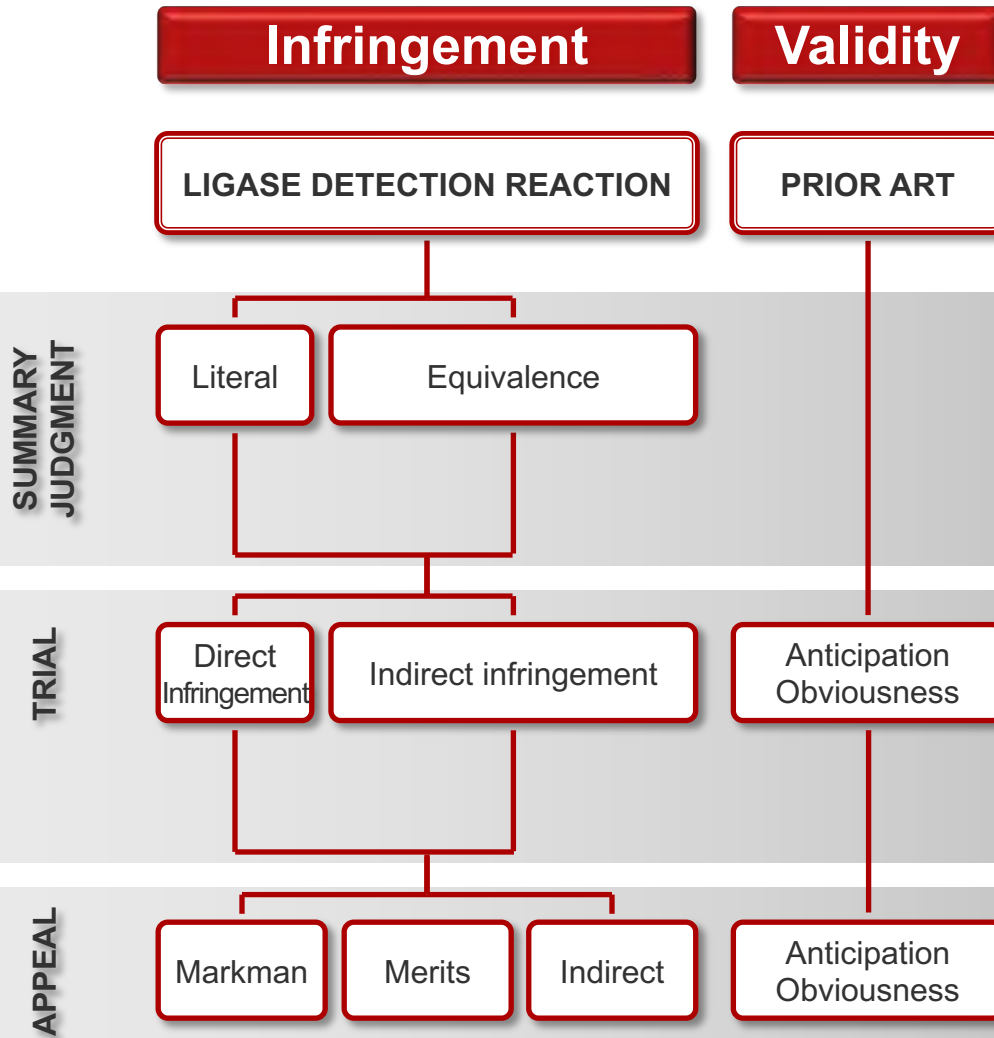 Infringement
Validity
LIGASE DETECTION REACTION
PRIOR ART
SUMMARY
JUDGMENT
Literal
Equivalence
TRIAL
Direct
Infringement
Indirect infringement
Anticipation
Obviousness
APPEAL
Markman
Merits
Indirect
Anticipation
Obviousness